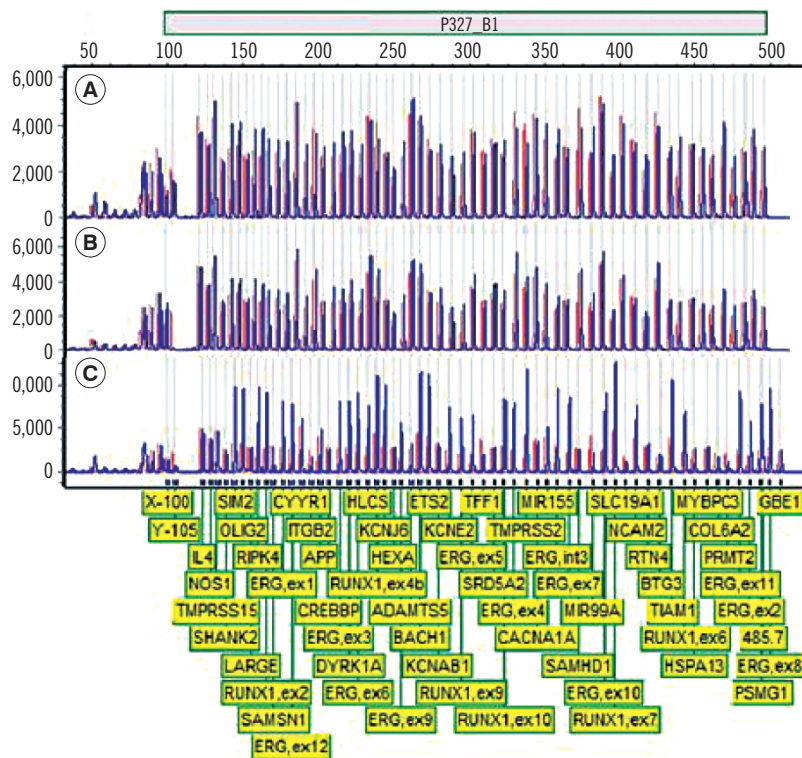 P327_B1
50 100 150 200 250 300 350 400 450 500
A
6,000
4,000
2,000
0
B
6,000
4,000
2,000
0
C
0,000
5,000
0
X-100 SIM2 CYYR1 HLCS ETS2 TFF1 MIR155 SLC19A1 MYBPC3 GBE1
Y-105 OLIG2 ITGB2 KCNJ6 KCNE2 TMPRSS2 NCAM2 COL6A2
IL4 RIPK4 APP HEXA ERG,ex5 ERG,int3 RTN4 PRMT2
NOS1 ERG,ex1 RUNX1,ex4b SRD5A2 ERG,ex7 BTG3 ERG,ex11
TMPRSS15 CREBBP ADAMTS5 ERG,ex4 MIR99A TIAM1 ERG,ex2
SHANK2 ERG,ex3 BACH1 CACNA1A RUNX1,ex6 485.7
LARGE DYRK1A KCNAB1 SAMHD1 HSPA13 ERG,ex8
RUNX1,ex2 ERG,ex6 RUNX1,ex9 ERG,ex10 PSMG1
SAMSN1 ERG,ex9 RUNX1,ex10 RUNX1,ex7
ERG,ex12